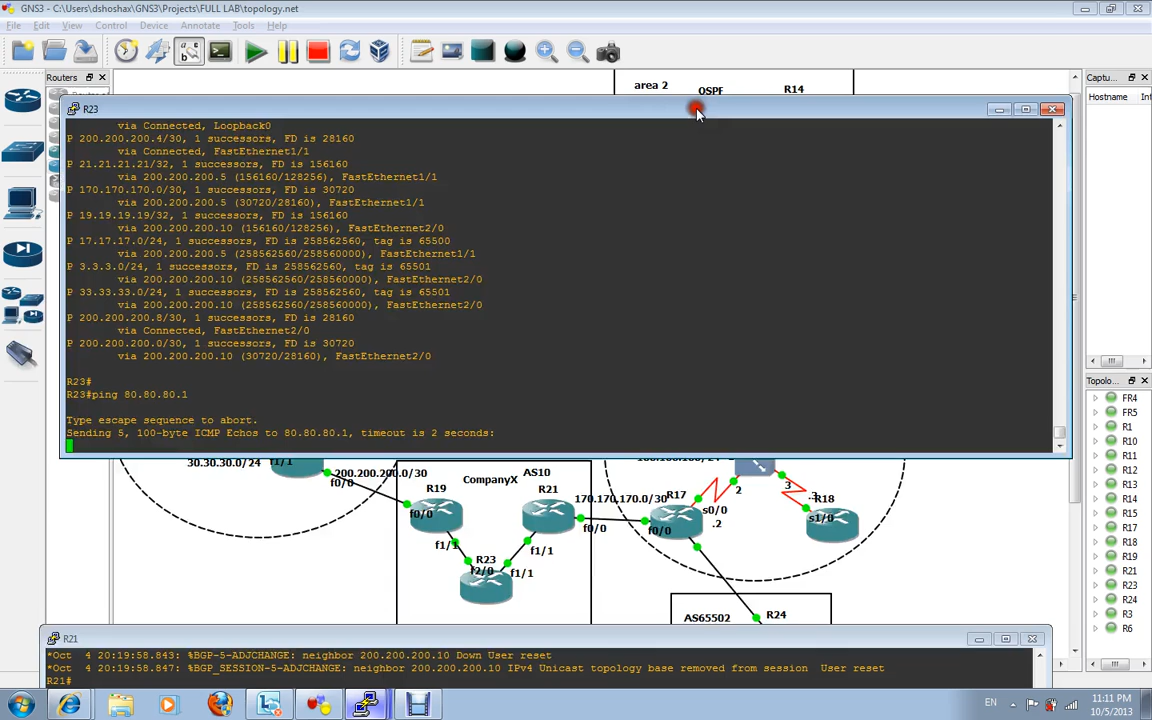 GNS3 - C:\Users\dshoshax\GNS3\Projects\FULL LAB\topology.net
File Edit View Control Device Annotate Tools Help
Routers
Captu...
Hostname Int
area 2
OSPF
R14
R23
via Connected, Loopback0
P 200.200.200.4/30, 1 successors, FD is 28160
via Connected, FastEthernet1/1
P 21.21.21.21/32, 1 successors, FD is 156160
via 200.200.200.5 (156160/128256), FastEthernet1/1
P 170.170.170.0/30, 1 successors, FD is 30720
via 200.200.200.5 (30720/28160), FastEthernet1/1
P 19.19.19.19/32, 1 successors, FD is 156160
via 200.200.200.10 (156160/128256), FastEthernet2/0
P 17.17.17.0/24, 1 successors, FD is 258562560, tag is 65500
via 200.200.200.5 (258562560/258560000), FastEthernet1/1
P 3.3.3.0/24, 1 successors, FD is 258562560, tag is 65501
via 200.200.200.10 (258562560/258560000), FastEthernet2/0
P 33.33.33.0/24, 1 successors, FD is 258562560, tag is 65501
via 200.200.200.10 (258562560/258560000), FastEthernet2/0
P 200.200.200.8/30, 1 successors, FD is 28160
via Connected, FastEthernet2/0
P 200.200.200.0/30, 1 successors, FD is 30720
via 200.200.200.10 (30720/28160), FastEthernet2/0
R23#
R23#ping 80.80.80.1
Type escape sequence to abort.
Sending 5, 100-byte ICMP Echos to 80.80.80.1, timeout is 2 seconds:
Topolo...
FR4
FR5
R1
R10
R11
R12
R13
R14
R15
R17
R18
R19
R21
R23
R24
R3
R6
30.30.30.0/24
f1/1
200.200.200.0/30
f0/0
AS10
CompanyX
R19
f0/0
R21
170.170.170.0/30
f0/0
R17
f0/0
s0/0
.2
2
3
.3
R18
s1/0
f1/1
f1/1
R23
f2/0
f1/1
AS65502
R24
R21
*Oct 4 20:19:58.843: %BGP-5-ADJCHANGE: neighbor 200.200.200.10 Down User reset
*Oct 4 20:19:58.847: %BGP_SESSION-5-ADJCHANGE: neighbor 200.200.200.10 IPv4 Unicast topology base removed from session User reset
R21#
EN
11:11 PM
10/5/2013